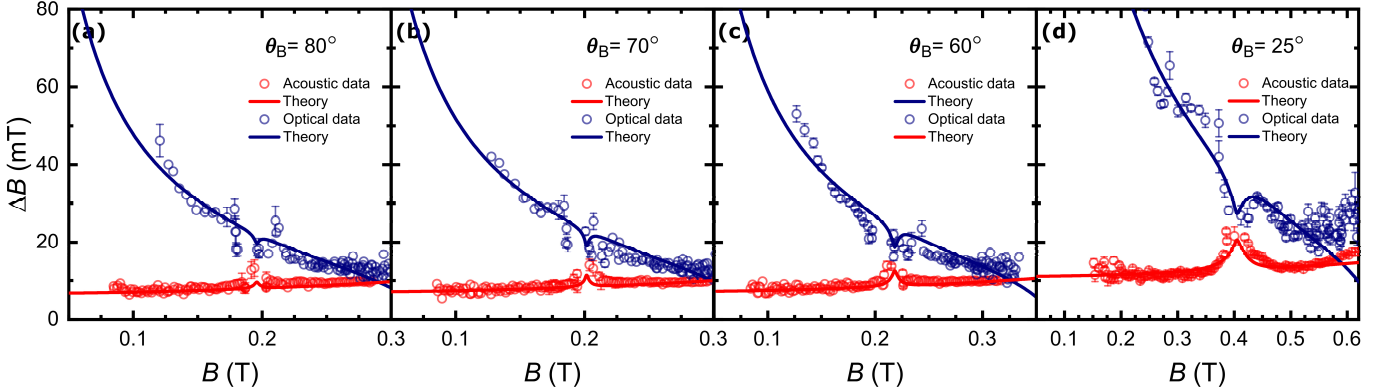 80
60
40
20
0
ΔB (mT)
(a)
θB= 80°
Acoustic data
Theory
Optical data
Theory
0.1
0.2
0.3
B (T)
(b)
θB= 70°
Acoustic data
Theory
Optical data
Theory
0.1
0.2
0.3
B (T)
(c)
θB= 60°
Acoustic data
Theory
Optical data
Theory
0.1
0.2
0.3
B (T)
(d)
θB= 25°
Acoustic data
Theory
Optical data
Theory
0.1
0.2
0.3
0.4
0.5
0.6
B (T)